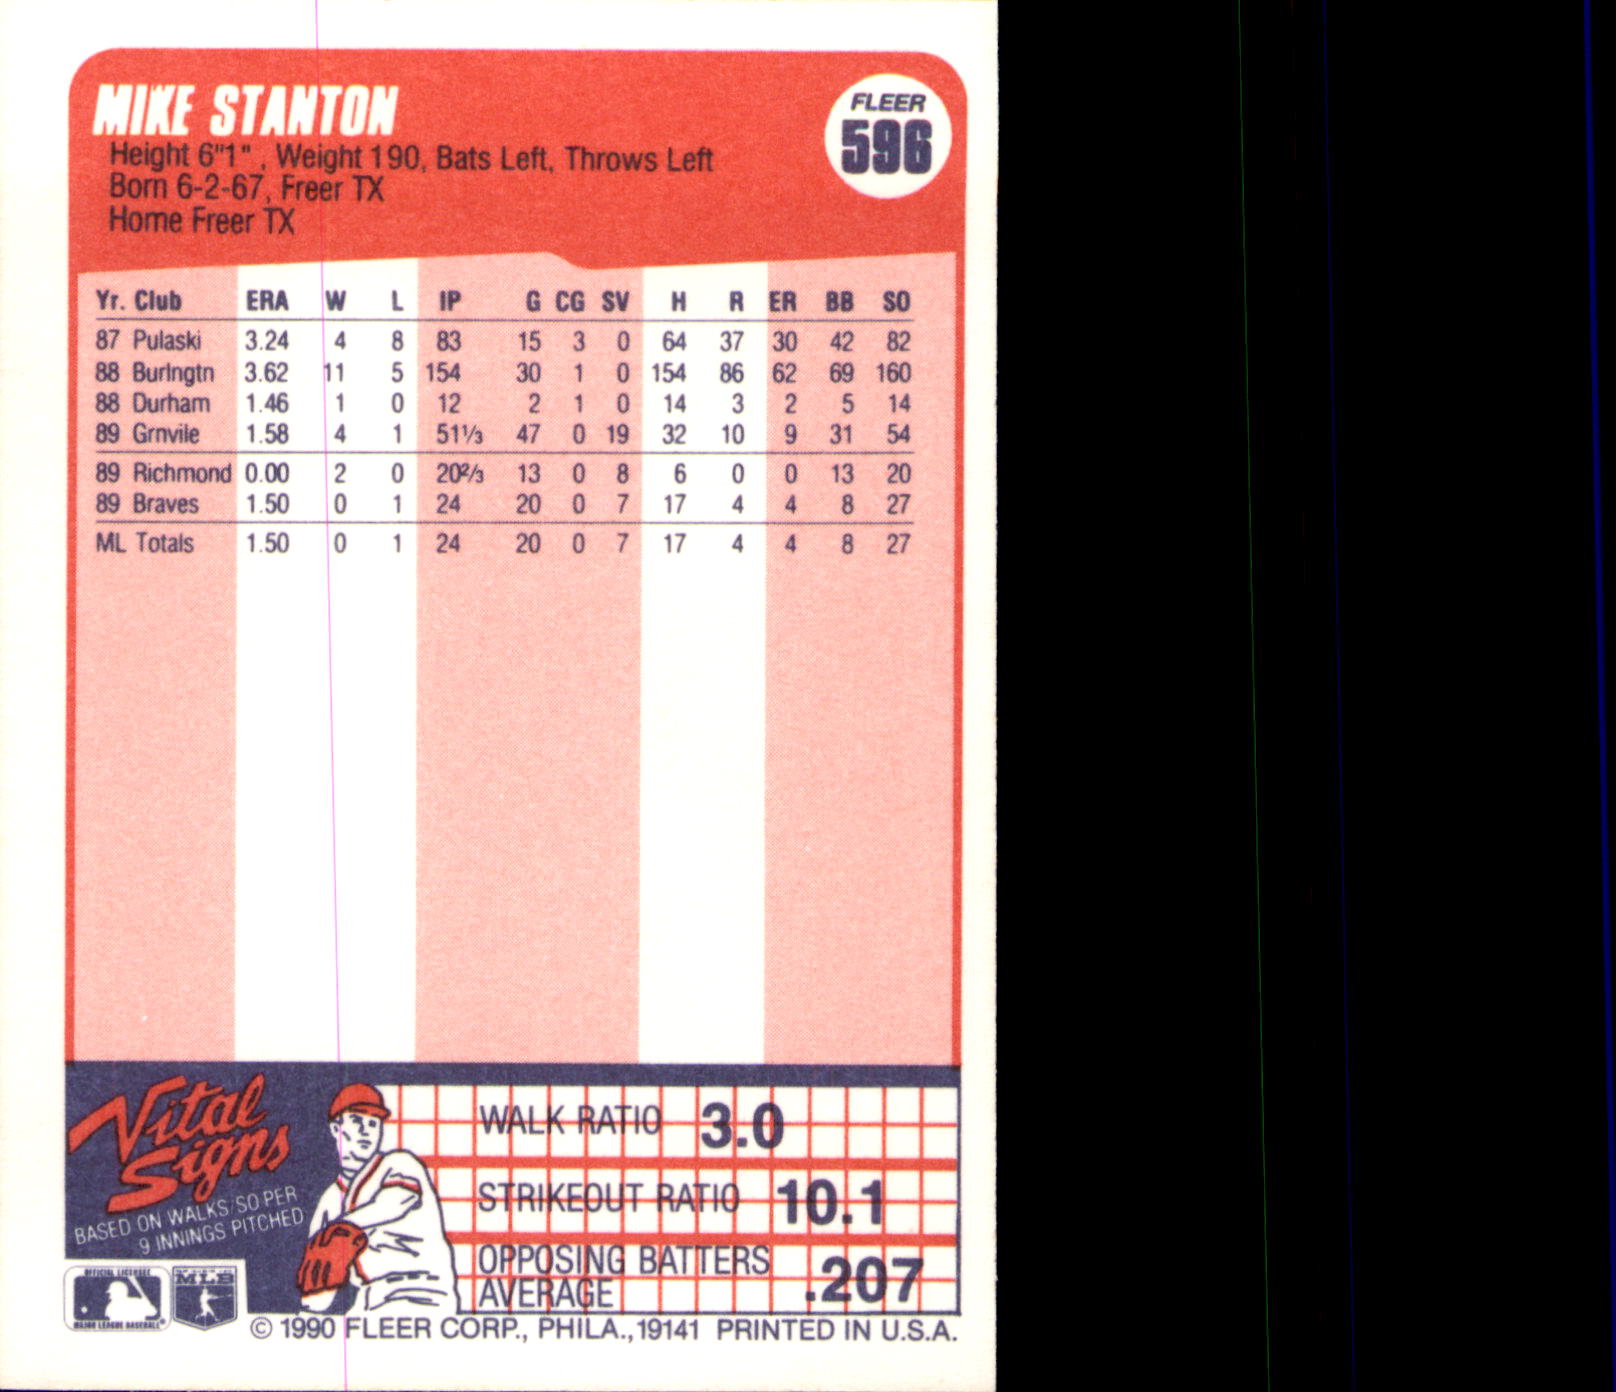 MIKE STANTON
FLEER
596
Height 6"1" , Weight 190, Bats Left, Throws Left
Born 6-2-67, Freer TX
Home Freer TX
Yr. Club ERA W L IP G CG SV H R ER BB SO
87 Pulaski 3.24 4 8 83 15 3 0 64 37 30 42 82
88 Burlngtn 3.62 11 5 154 30 1 0 154 86 62 69 160
88 Durham 1.46 1 0 12 2 1 0 14 3 2 5 14
89 Grnvile 1.58 4 1 51⅓ 47 0 19 32 10 9 31 54
89 Richmond 0.00 2 0 20⅔ 13 0 8 6 0 0 13 20
89 Braves 1.50 0 1 24 20 0 7 17 4 4 8 27
ML Totals 1.50 0 1 24 20 0 7 17 4 4 8 27
Vital
Signs
BASED ON WALKS/SO PER
9 INNINGS PITCHED
WALK RATIO 3.0
STRIKEOUT RATIO 10.1
OPPOSING BATTERS
AVERAGE .207
OFFICIAL LICENSEE
MAJOR LEAGUE BASEBALL
MLB
© 1990 FLEER CORP., PHILA., 19141 PRINTED IN U.S.A.